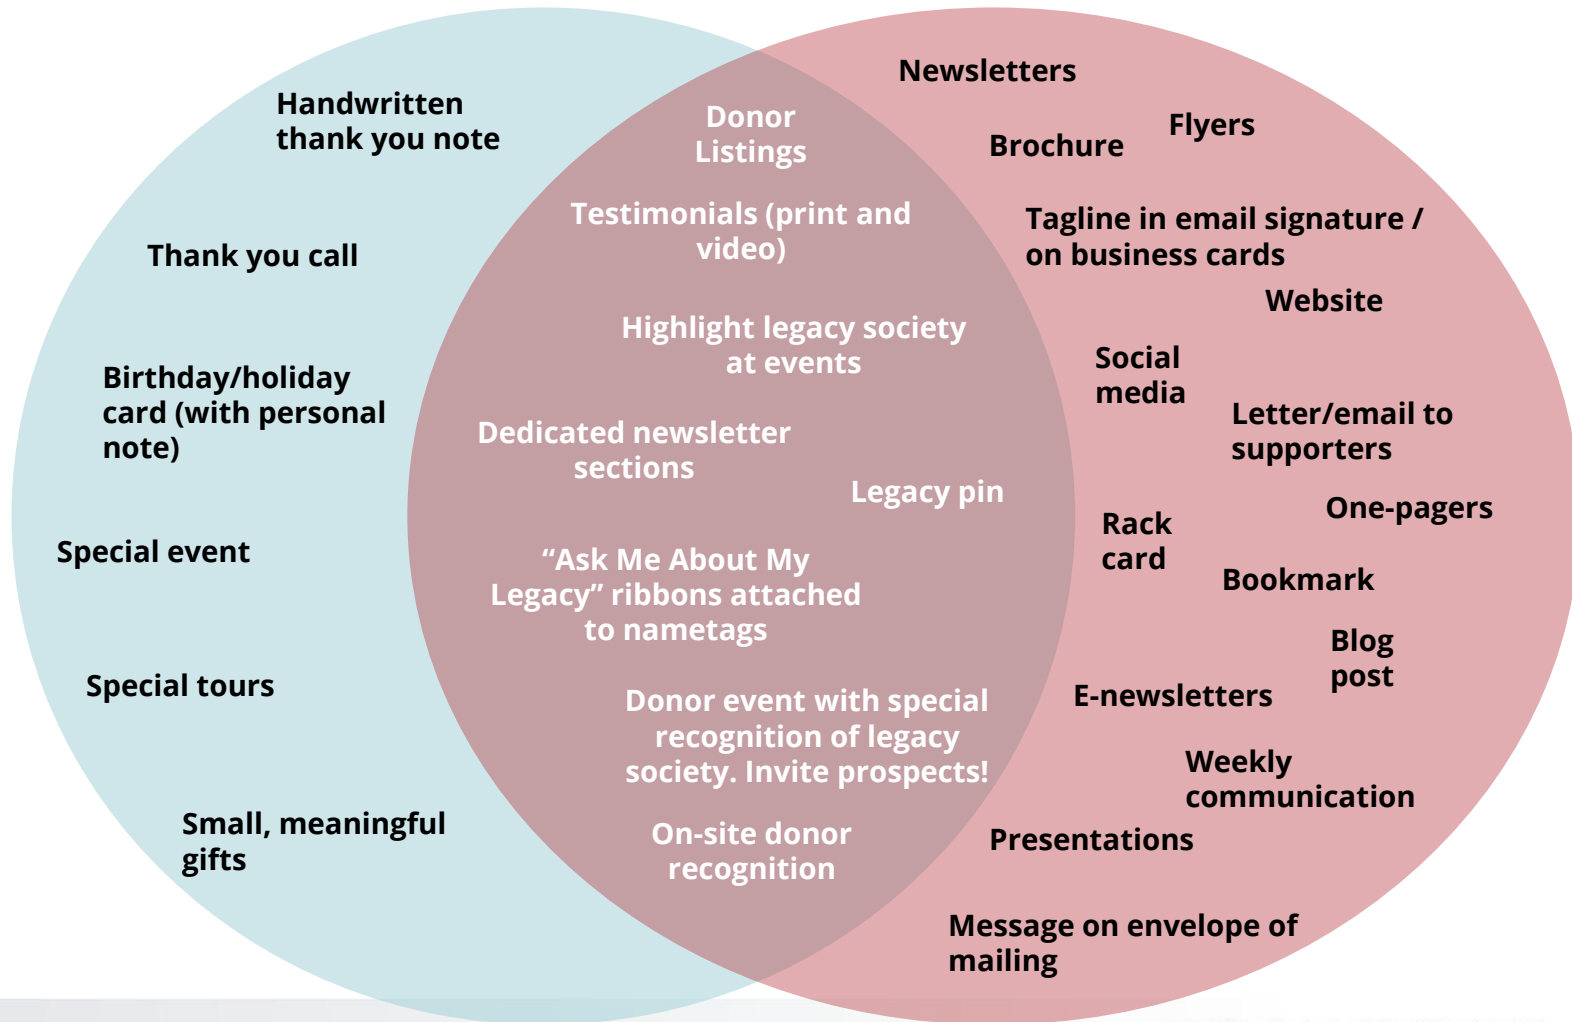 Handwritten
thank you note
Thank you call
Birthday/holiday
card (with personal
note)
Special event
Special tours
Small, meaningful
gifts
Donor
Listings
Testimonials (print and
video)
Highlight legacy society
at events
Dedicated newsletter
sections
Legacy pin
“Ask Me About My
Legacy” ribbons attached
to nametags
Donor event with special
recognition of legacy
society. Invite prospects!
On-site donor
recognition
Newsletters
Flyers
Brochure
Tagline in email signature /
on business cards
Website
Social
media
Letter/email to
supporters
One-pagers
Rack
card
Bookmark
Blog
post
E-newsletters
Weekly
communication
Presentations
Message on envelope of
mailing